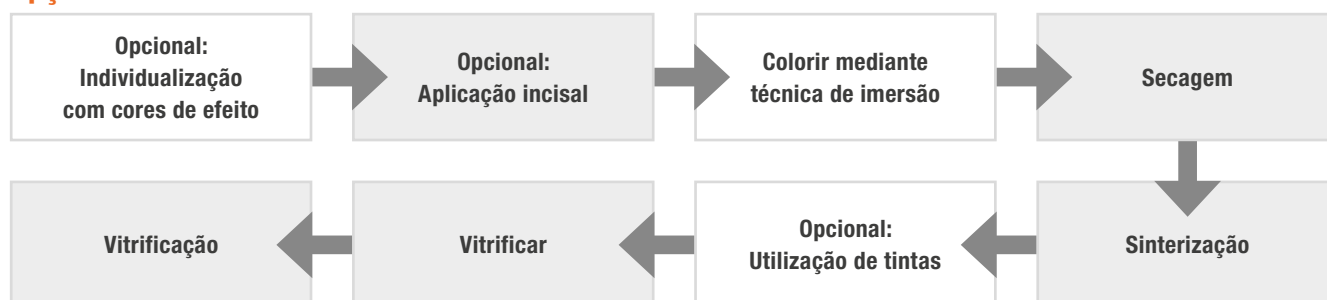 Opcional:
Individualização
com cores de efeito
Opcional:
Aplicação incisal
Colorir mediante
técnica de imersão
Secagem
Sinterização
Opcional:
Utilização de tintas
Vitrificar
Vitrificação